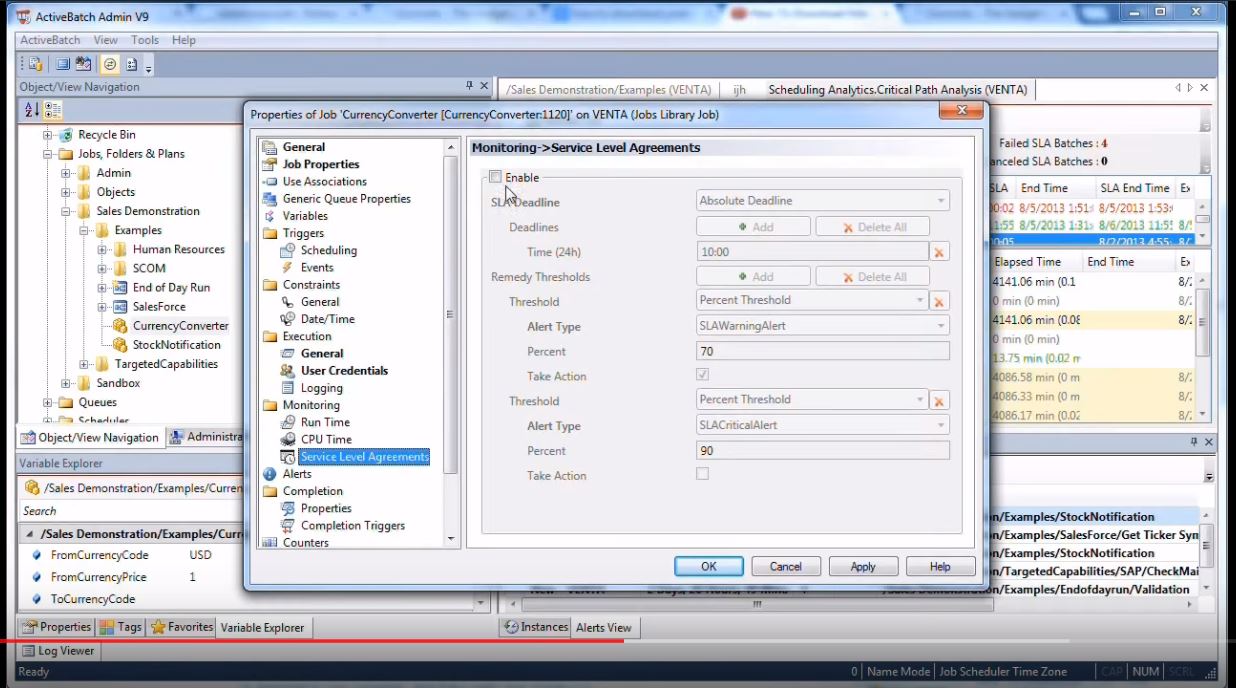 ActiveBatch Admin V9
ActiveBatch View Tools Help
Object/View Navigation
/Sales Demonstration/Examples (VENTA) ijh Scheduling Analytics.Critical Path Analysis (VENTA)
Recycle Bin
Jobs, Folders & Plans
Admin
Objects
Sales Demonstration
Examples
Human Resources
SCOM
End of Day Run
SalesForce
CurrencyConverter
StockNotification
TargetedCapabilities
Sandbox
Queues
Schedules
Object/View Navigation Administra
Variable Explorer
/Sales Demonstration/Examples/Curren
Search
/Sales Demonstration/Examples/Curr
FromCurrencyCode USD
FromCurrencyPrice 1
ToCurrencyCode
Properties Tags Favorites Variable Explorer
Log Viewer
Ready
Properties of Job 'CurrencyConverter [CurrencyConverter:1120]' on VENTA (Jobs Library Job)
General
Job Properties
Use Associations
Generic Queue Properties
Variables
Triggers
Scheduling
Events
Constraints
General
Date/Time
Execution
General
User Credentials
Logging
Monitoring
Run Time
CPU Time
Service Level Agreements
Alerts
Completion
Properties
Completion Triggers
Counters
Monitoring->Service Level Agreements
Enable
SLA Deadline Absolute Deadline
Deadlines Add Delete All
Time (24h) 10:00
Remedy Thresholds Add Delete All
Threshold Percent Threshold
Alert Type SLAWarningAlert
Percent 70
Take Action
Threshold Percent Threshold
Alert Type SLACriticalAlert
Percent 90
Take Action
OK Cancel Apply Help
Failed SLA Batches : 4
anceled SLA Batches : 0
SLA End Time SLA End Time Ex
00:02 8/5/2013 1:51: 8/5/2013 1:53:
11:55 8/5/2013 1:31: 8/6/2013 11:55 8/5
0:05 8/2/2013 4:55:
Elapsed Time End Time Ex
4141.06 min (0.1 8/2
0 min (0 min)
4141.06 min (0.08 8/2
0 min (0 min)
13.75 min (0.02 m
4086.58 min (0 m 8/2
4086.33 min (0 m 8/2
4086.17 min (0.02 8/2
n/Examples/StockNotification
on/Examples/SalesForce/Get Ticker Sym
n/Examples/StockNotification
on/TargetedCapabilities/SAP/CheckMai
/Sales Demonstration/Examples/Endofdayrun/Validation
Instances Alerts View
0 Name Mode Job Scheduler Time Zone CAP NUM SCRL